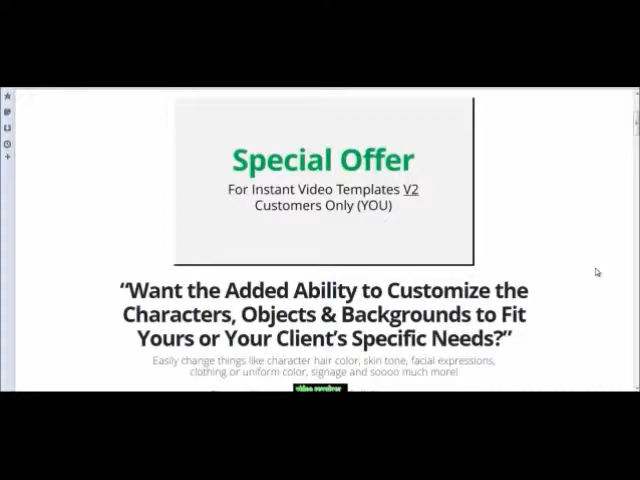 Special Offer
For Instant Video Templates V2
Customers Only (YOU)
“Want the Added Ability to Customize the
Characters, Objects & Backgrounds to Fit
Yours or Your Client’s Specific Needs?”
Easily change things like character hair color, skin tone, facial expressions,
clothing or uniform color, signage and soooo much more!